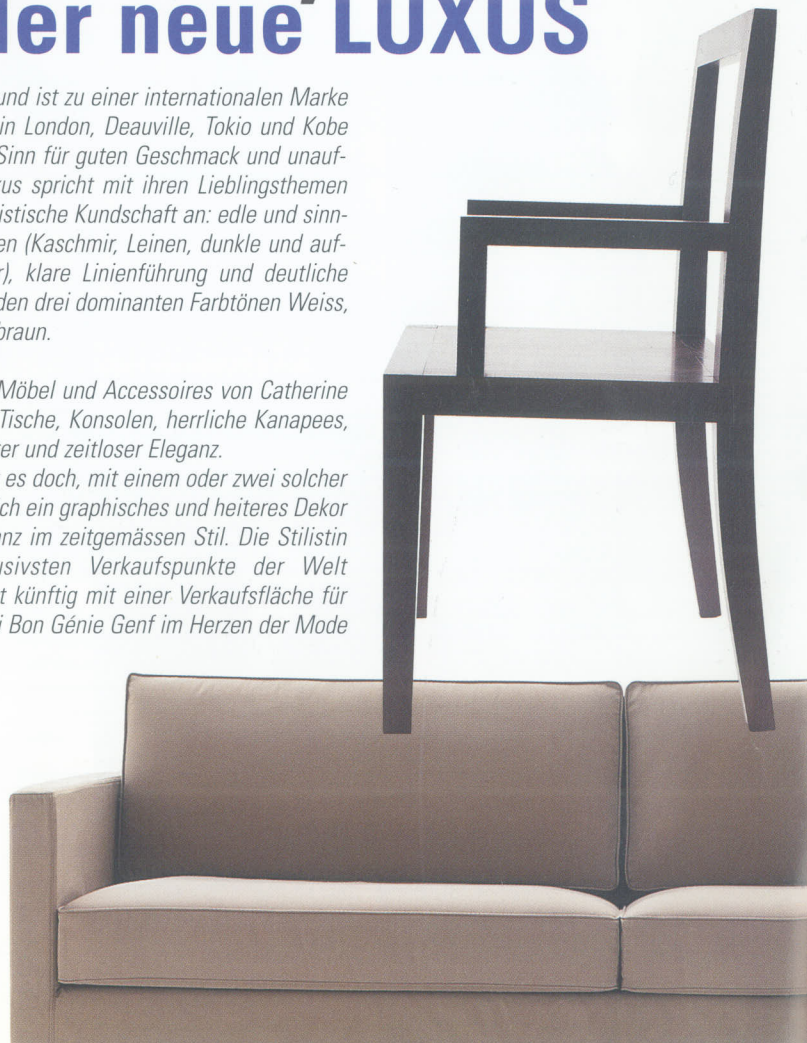 ler neue LUXUS
und ist zu einer internationalen Marke
in London, Deauville, Tokio und Kobe
Sinn für guten Geschmack und unauf-
us spricht mit ihren Lieblingsthemen
istische Kundschaft an: edle und sinn-
en (Kaschmir, Leinen, dunkle und auf-
r), klare Linienführung und deutliche
den drei dominanten Farbtönen Weiss,
braun.
Möbel und Accessoires von Catherine
Tische, Konsolen, herrliche Kanapees,
er und zeitloser Eleganz.
es doch, mit einem oder zwei solcher
ch ein graphisches und heiteres Dekor
nz im zeitgemässen Stil. Die Stilistin
usivsten Verkaufspunkte der Welt
t künftig mit einer Verkaufsfläche für
i Bon Génie Genf im Herzen der Mode